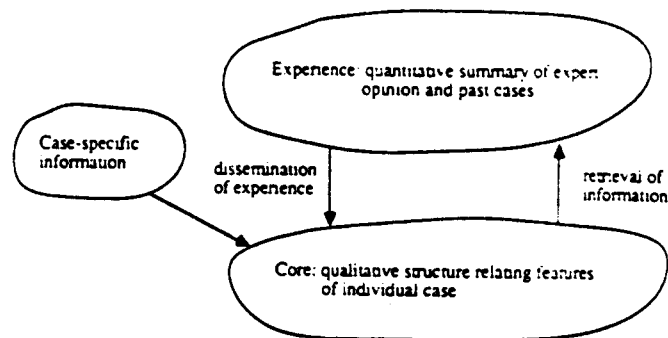 Experience: quantitative summary of expert
opinion and past cases
Case-specific
information
dissemination
of experience
retrieval of
information
Core: qualitative structure relating features
of individual case